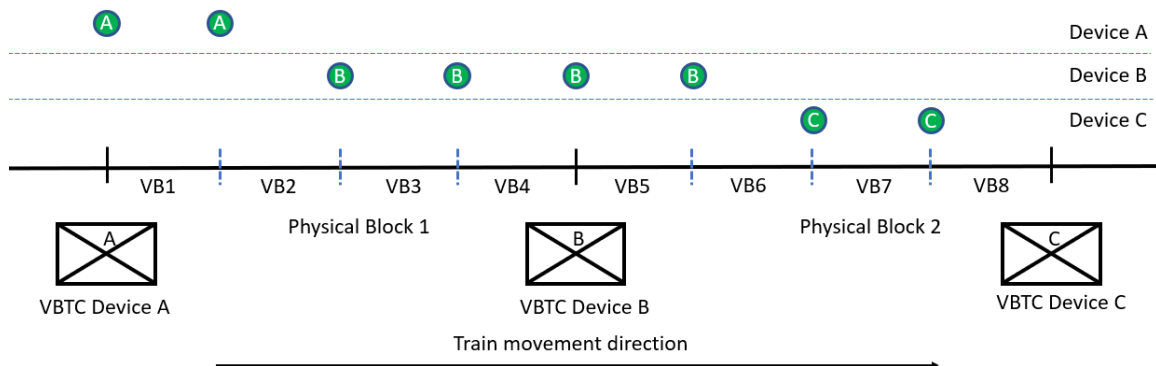 A A Device A
B B B B Device B
C C Device C
VB1 VB2 VB3 VB4 VB5 VB6 VB7 VB8
Physical Block 1 Physical Block 2
A B C
VBTC Device A VBTC Device B VBTC Device C
Train movement direction